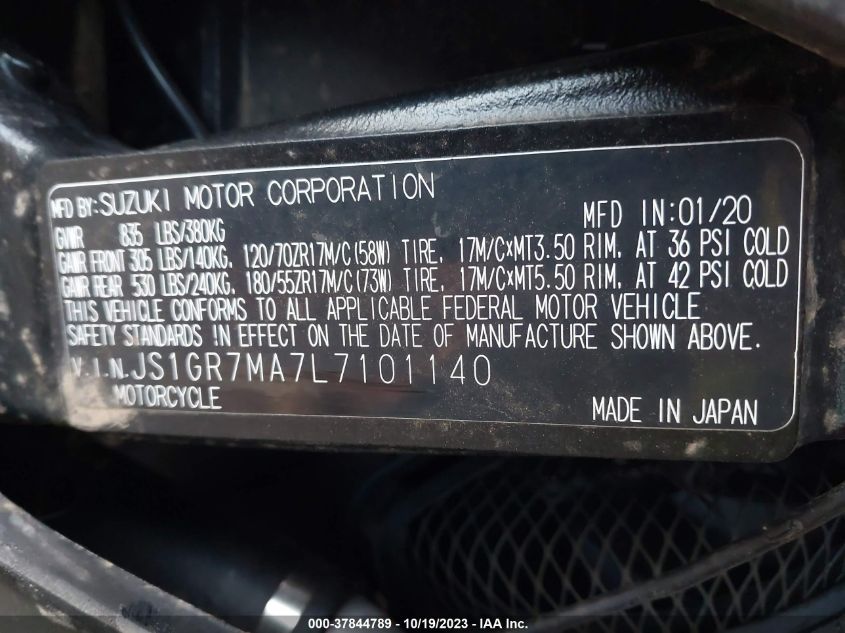 MFD BY:SUZUKI MOTOR CORPORATION
MFD IN:01/20
GVWR 835 LBS/380KG
GAWR FRONT 305 LBS/140KG, 120/70ZR17M/C(58W) TIRE, 17M/C×MT3.50 RIM, AT 36 PSI COLD
GAWR REAR 530 LBS/240KG, 180/55ZR17M/C(73W) TIRE, 17M/C×MT5.50 RIM, AT 42 PSI COLD
THIS VEHICLE CONFORMS TO ALL APPLICABLE FEDERAL MOTOR VEHICLE
SAFETY STANDARDS IN EFFECT ON THE DATE OF MANUFACTURE SHOWN ABOVE.
V.I.N.JS1GR7MA7L7101140
MOTORCYCLE
MADE IN JAPAN
000-37844789 - 10/19/2023 - IAA Inc.